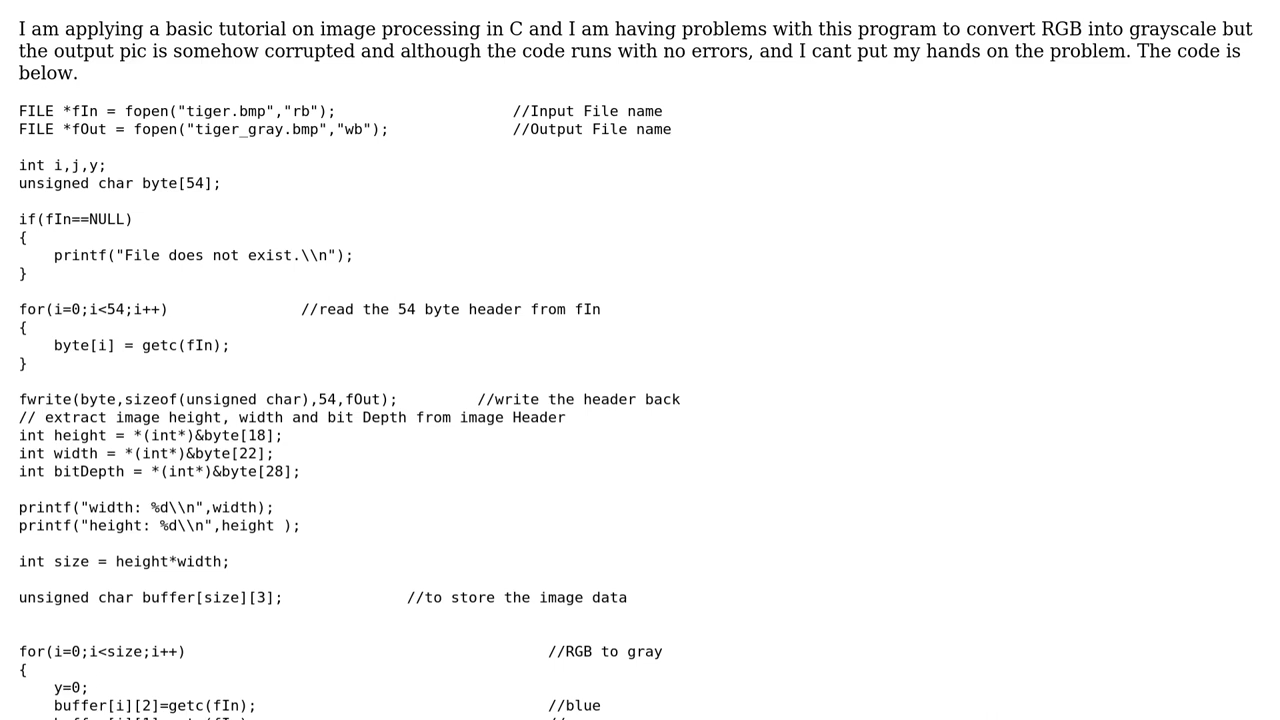 I am applying a basic tutorial on image processing in C and I am having problems with this program to convert RGB into grayscale but
the output pic is somehow corrupted and although the code runs with no errors, and I cant put my hands on the problem. The code is
below.
FILE *fIn = fopen("tiger.bmp","rb");                    //Input File name
FILE *fOut = fopen("tiger_gray.bmp","wb");              //Output File name
int i,j,y;
unsigned char byte[54];
if(fIn==NULL)
{
    printf("File does not exist.\\n");
}
for(i=0;i<54;i++)               //read the 54 byte header from fIn
{
    byte[i] = getc(fIn);
}
fwrite(byte,sizeof(unsigned char),54,fOut);         //write the header back
// extract image height, width and bit Depth from image Header
int height = *(int*)&byte[18];
int width = *(int*)&byte[22];
int bitDepth = *(int*)&byte[28];
printf("width: %d\\n",width);
printf("height: %d\\n",height );
int size = height*width;
unsigned char buffer[size][3];              //to store the image data
for(i=0;i<size;i++)                                         //RGB to gray
{
    y=0;
    buffer[i][2]=getc(fIn);                                 //blue